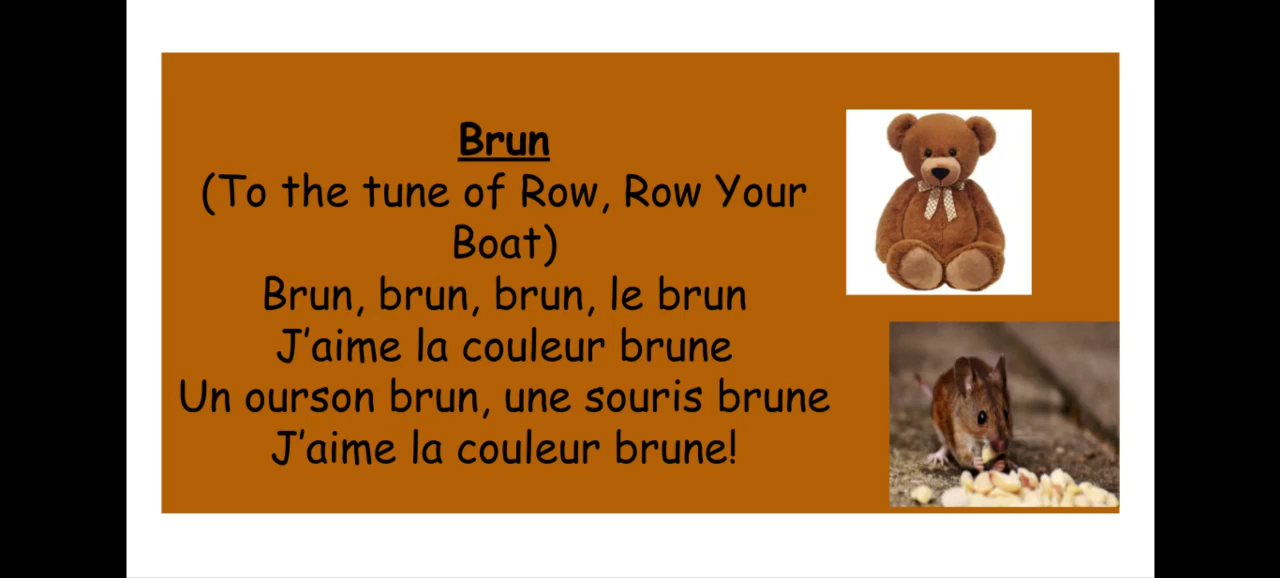 Brun
(To the tune of Row, Row Your
Boat)
Brun, brun, brun, le brun
J’aime la couleur brune
Un ourson brun, une souris brune
J’aime la couleur brune!